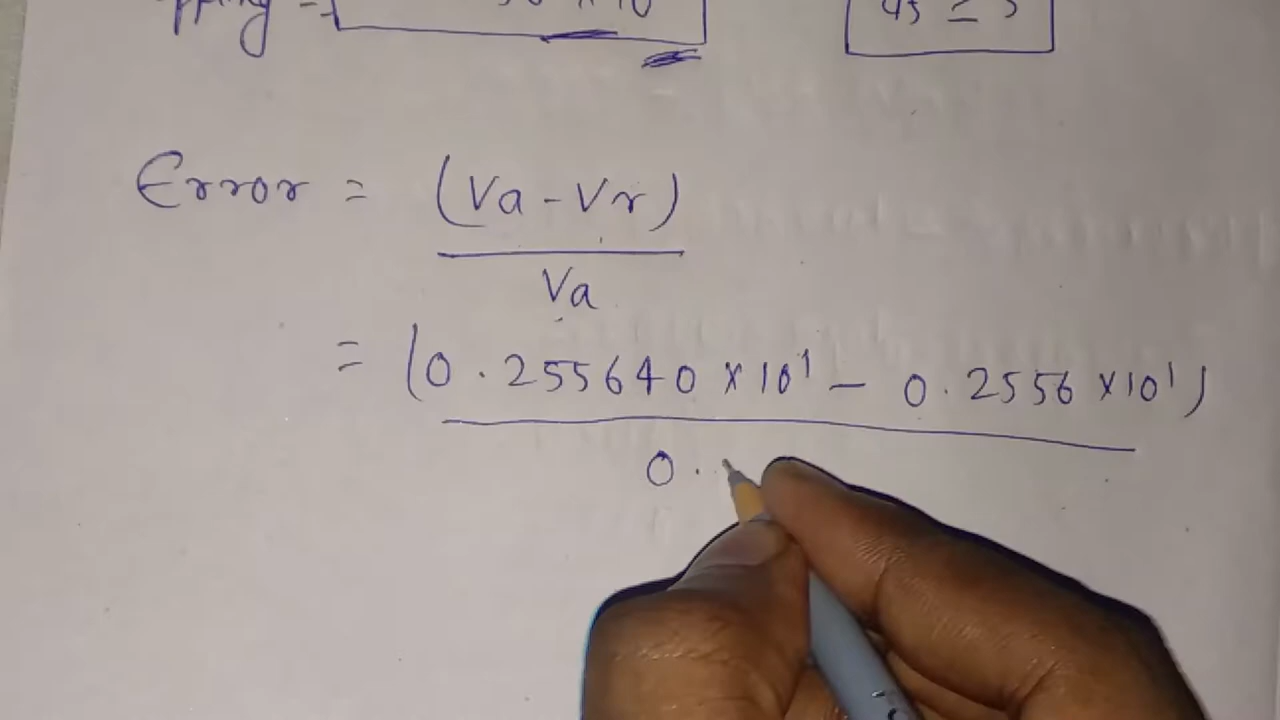 Error = (Va - Vr)
Va
= (0.255640 × 10¹ - 0.2556 × 10¹)
0.